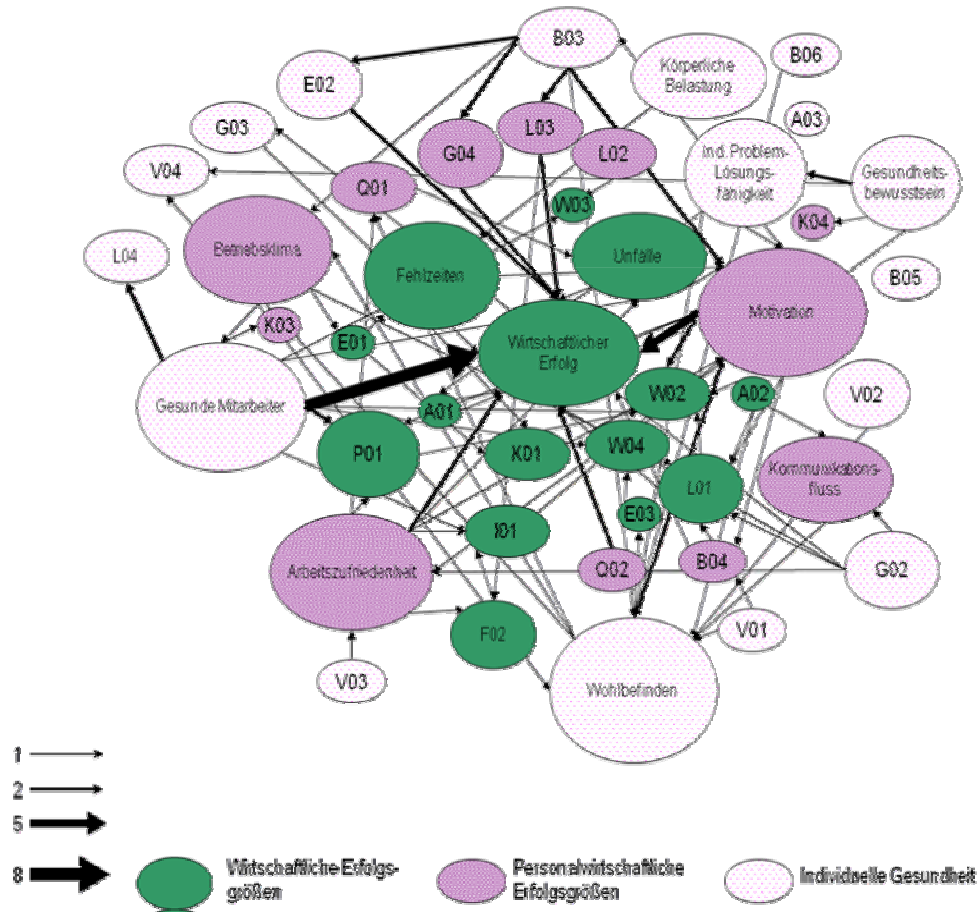 B03
B06
E02
Körperliche
Belastung
A03
G03
L03
G04
L02
Ind. Problem-
Lösungs-
fähigkeit
Gesundheits-
bewusstsein
V04
Q01
W03
K04
L04
Betriebsklima
Fehlzeiten
Unfälle
B05
K03
E01
Wirtschaftlicher
Erfolg
Motivation
Gesunde Mitarbeiter
A01
W02
A02
V02
P01
K01
W04
L01
Kommunikations-
fluss
E03
I01
Arbeitszufriedenheit
Q02
B04
G02
F02
V01
V03
Wohlbefinden
1
2
5
8
Wirtschaftliche Erfolgs-
größen
Personalwirtschaftliche
Erfolgsgrößen
Individuelle Gesundheit